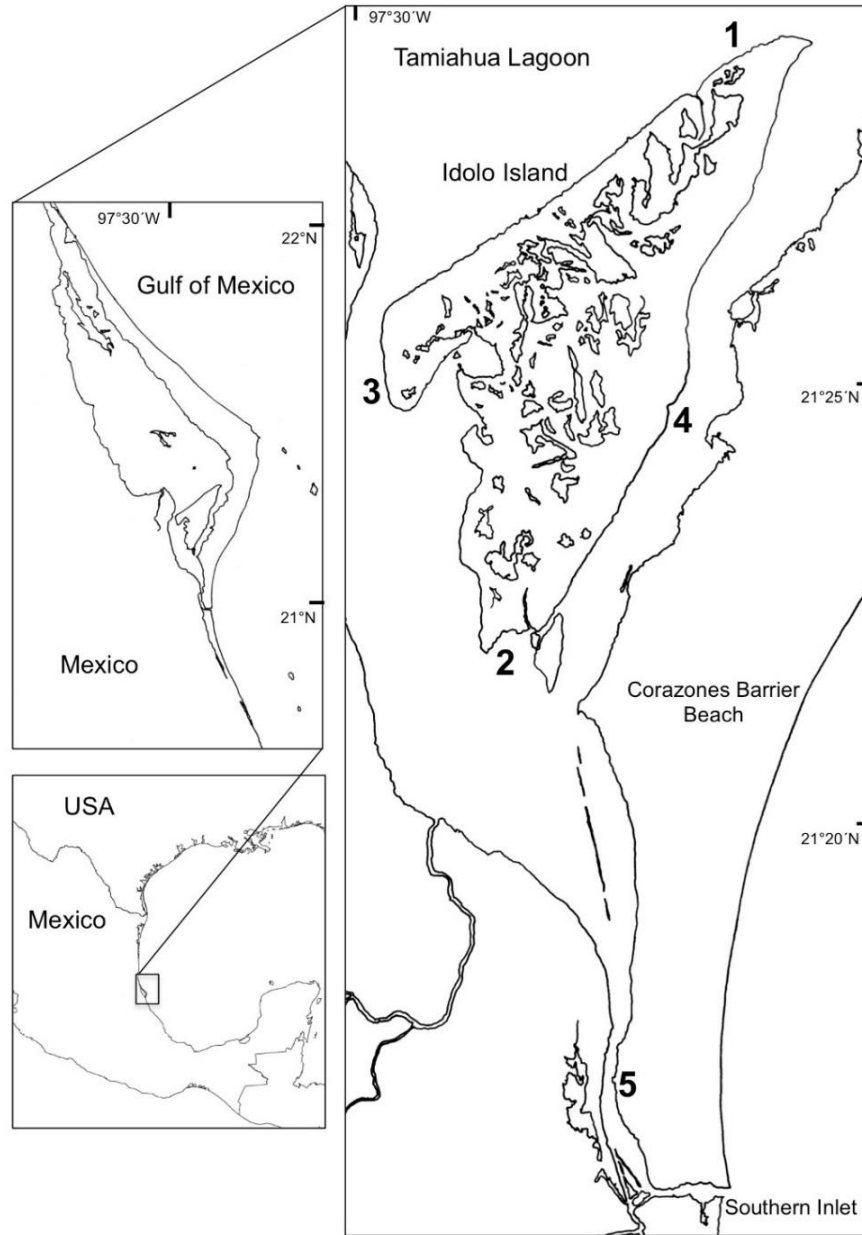 97°30´W
22°N
Gulf of Mexico
21°N
Mexico
USA
Mexico
97°30´W
1
Tamiahua Lagoon
Idolo Island
3
21°25´N
4
2
Corazones Barrier
Beach
21°20´N
5
Southern Inlet